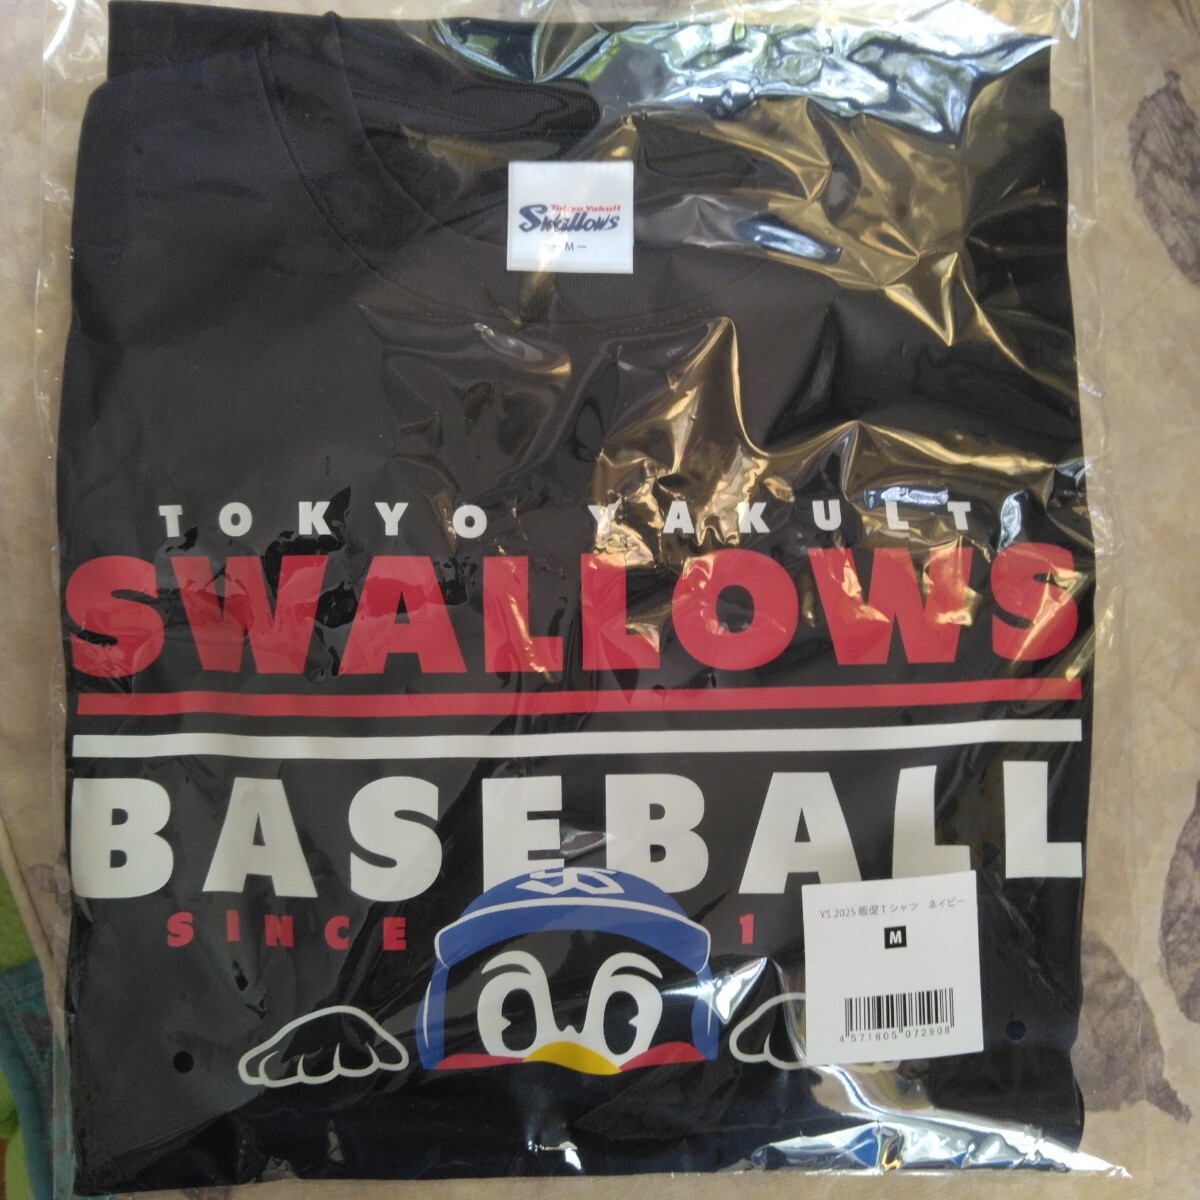 Tokyo Yakult
Swallows
— M —
TOKYO YAKULT
SWALLOWS
BASEBALL
SINCE 1
YS 2025 販促Tシャツ ネイビー
M
4571605072808